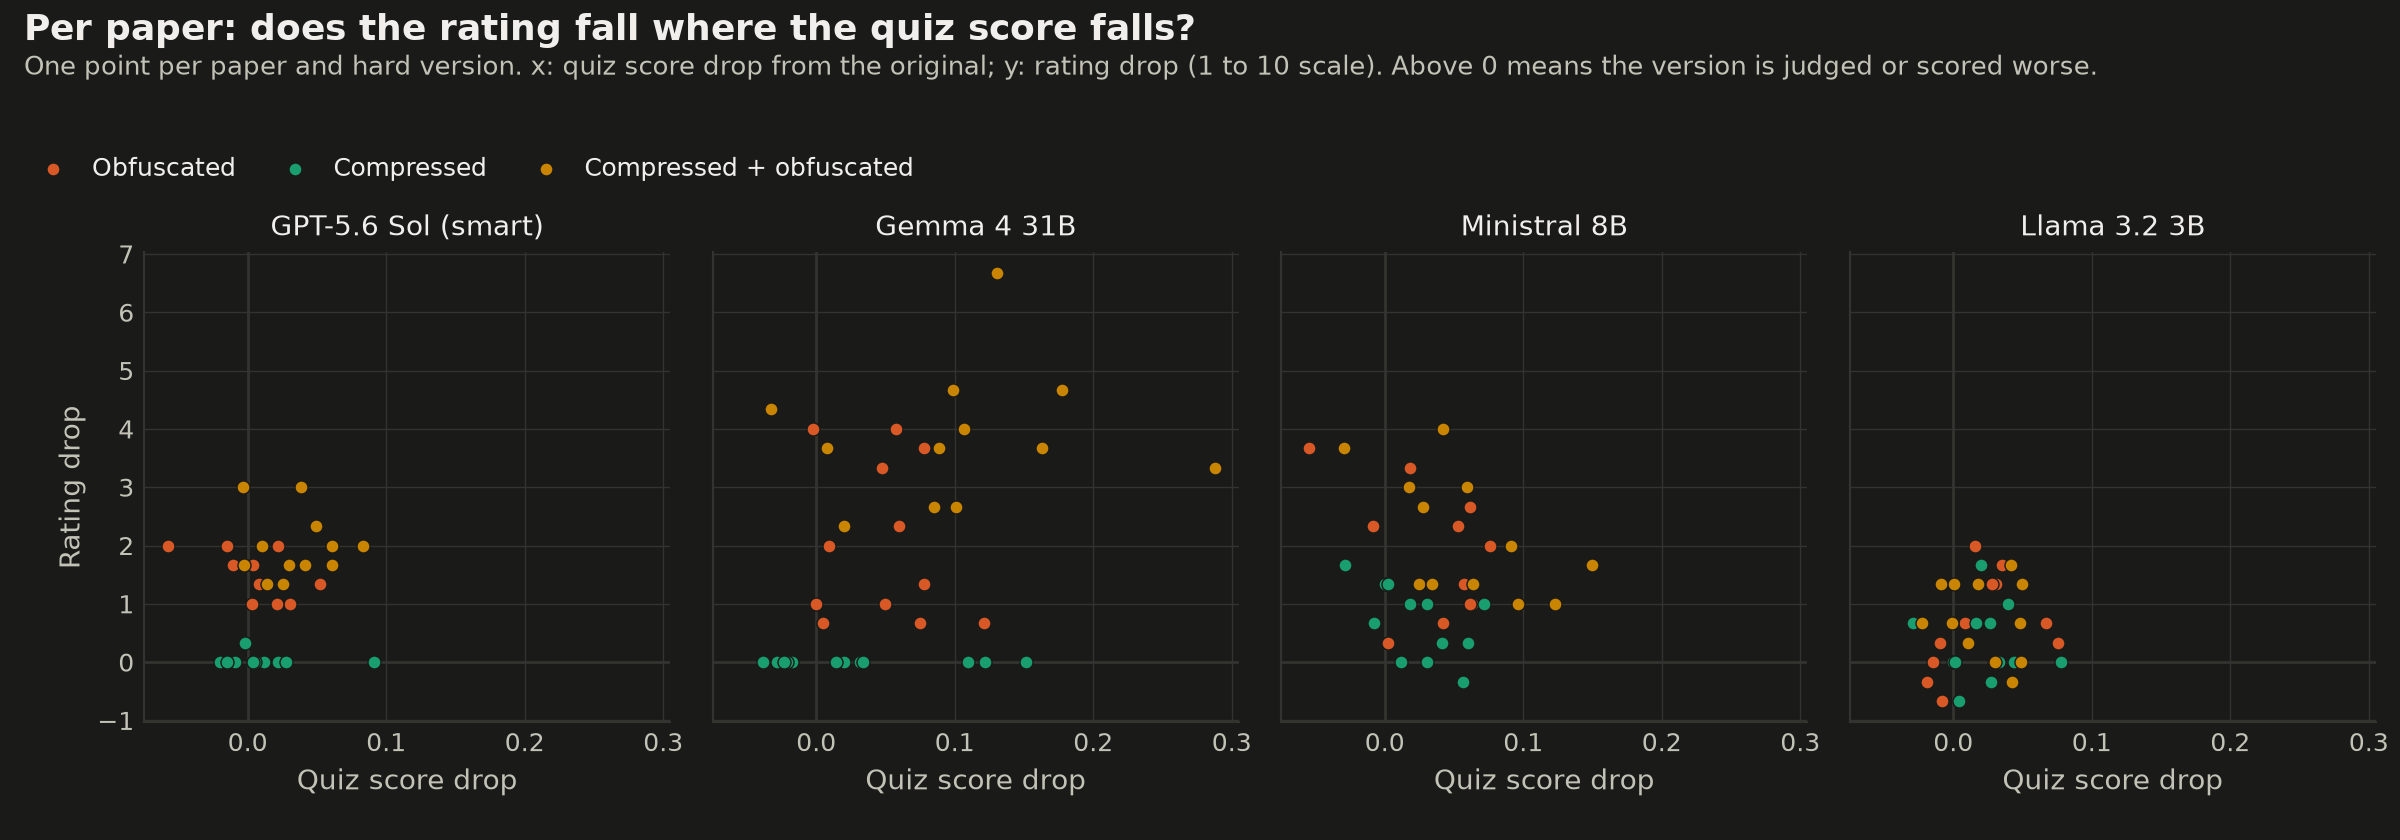 Per paper: does the rating fall where the quiz score falls?
One point per paper and hard version. x: quiz score drop from the original; y: rating drop (1 to 10 scale). Above 0 means the version is judged or scored worse.
Obfuscated Compressed Compressed + obfuscated
GPT-5.6 Sol (smart) Gemma 4 31B Ministral 8B Llama 3.2 3B
7
6
5
4
3
2
1
0
−1
Rating drop
0.0 0.1 0.2 0.3 0.0 0.1 0.2 0.3 0.0 0.1 0.2 0.3 0.0 0.1 0.2 0.3
Quiz score drop Quiz score drop Quiz score drop Quiz score drop